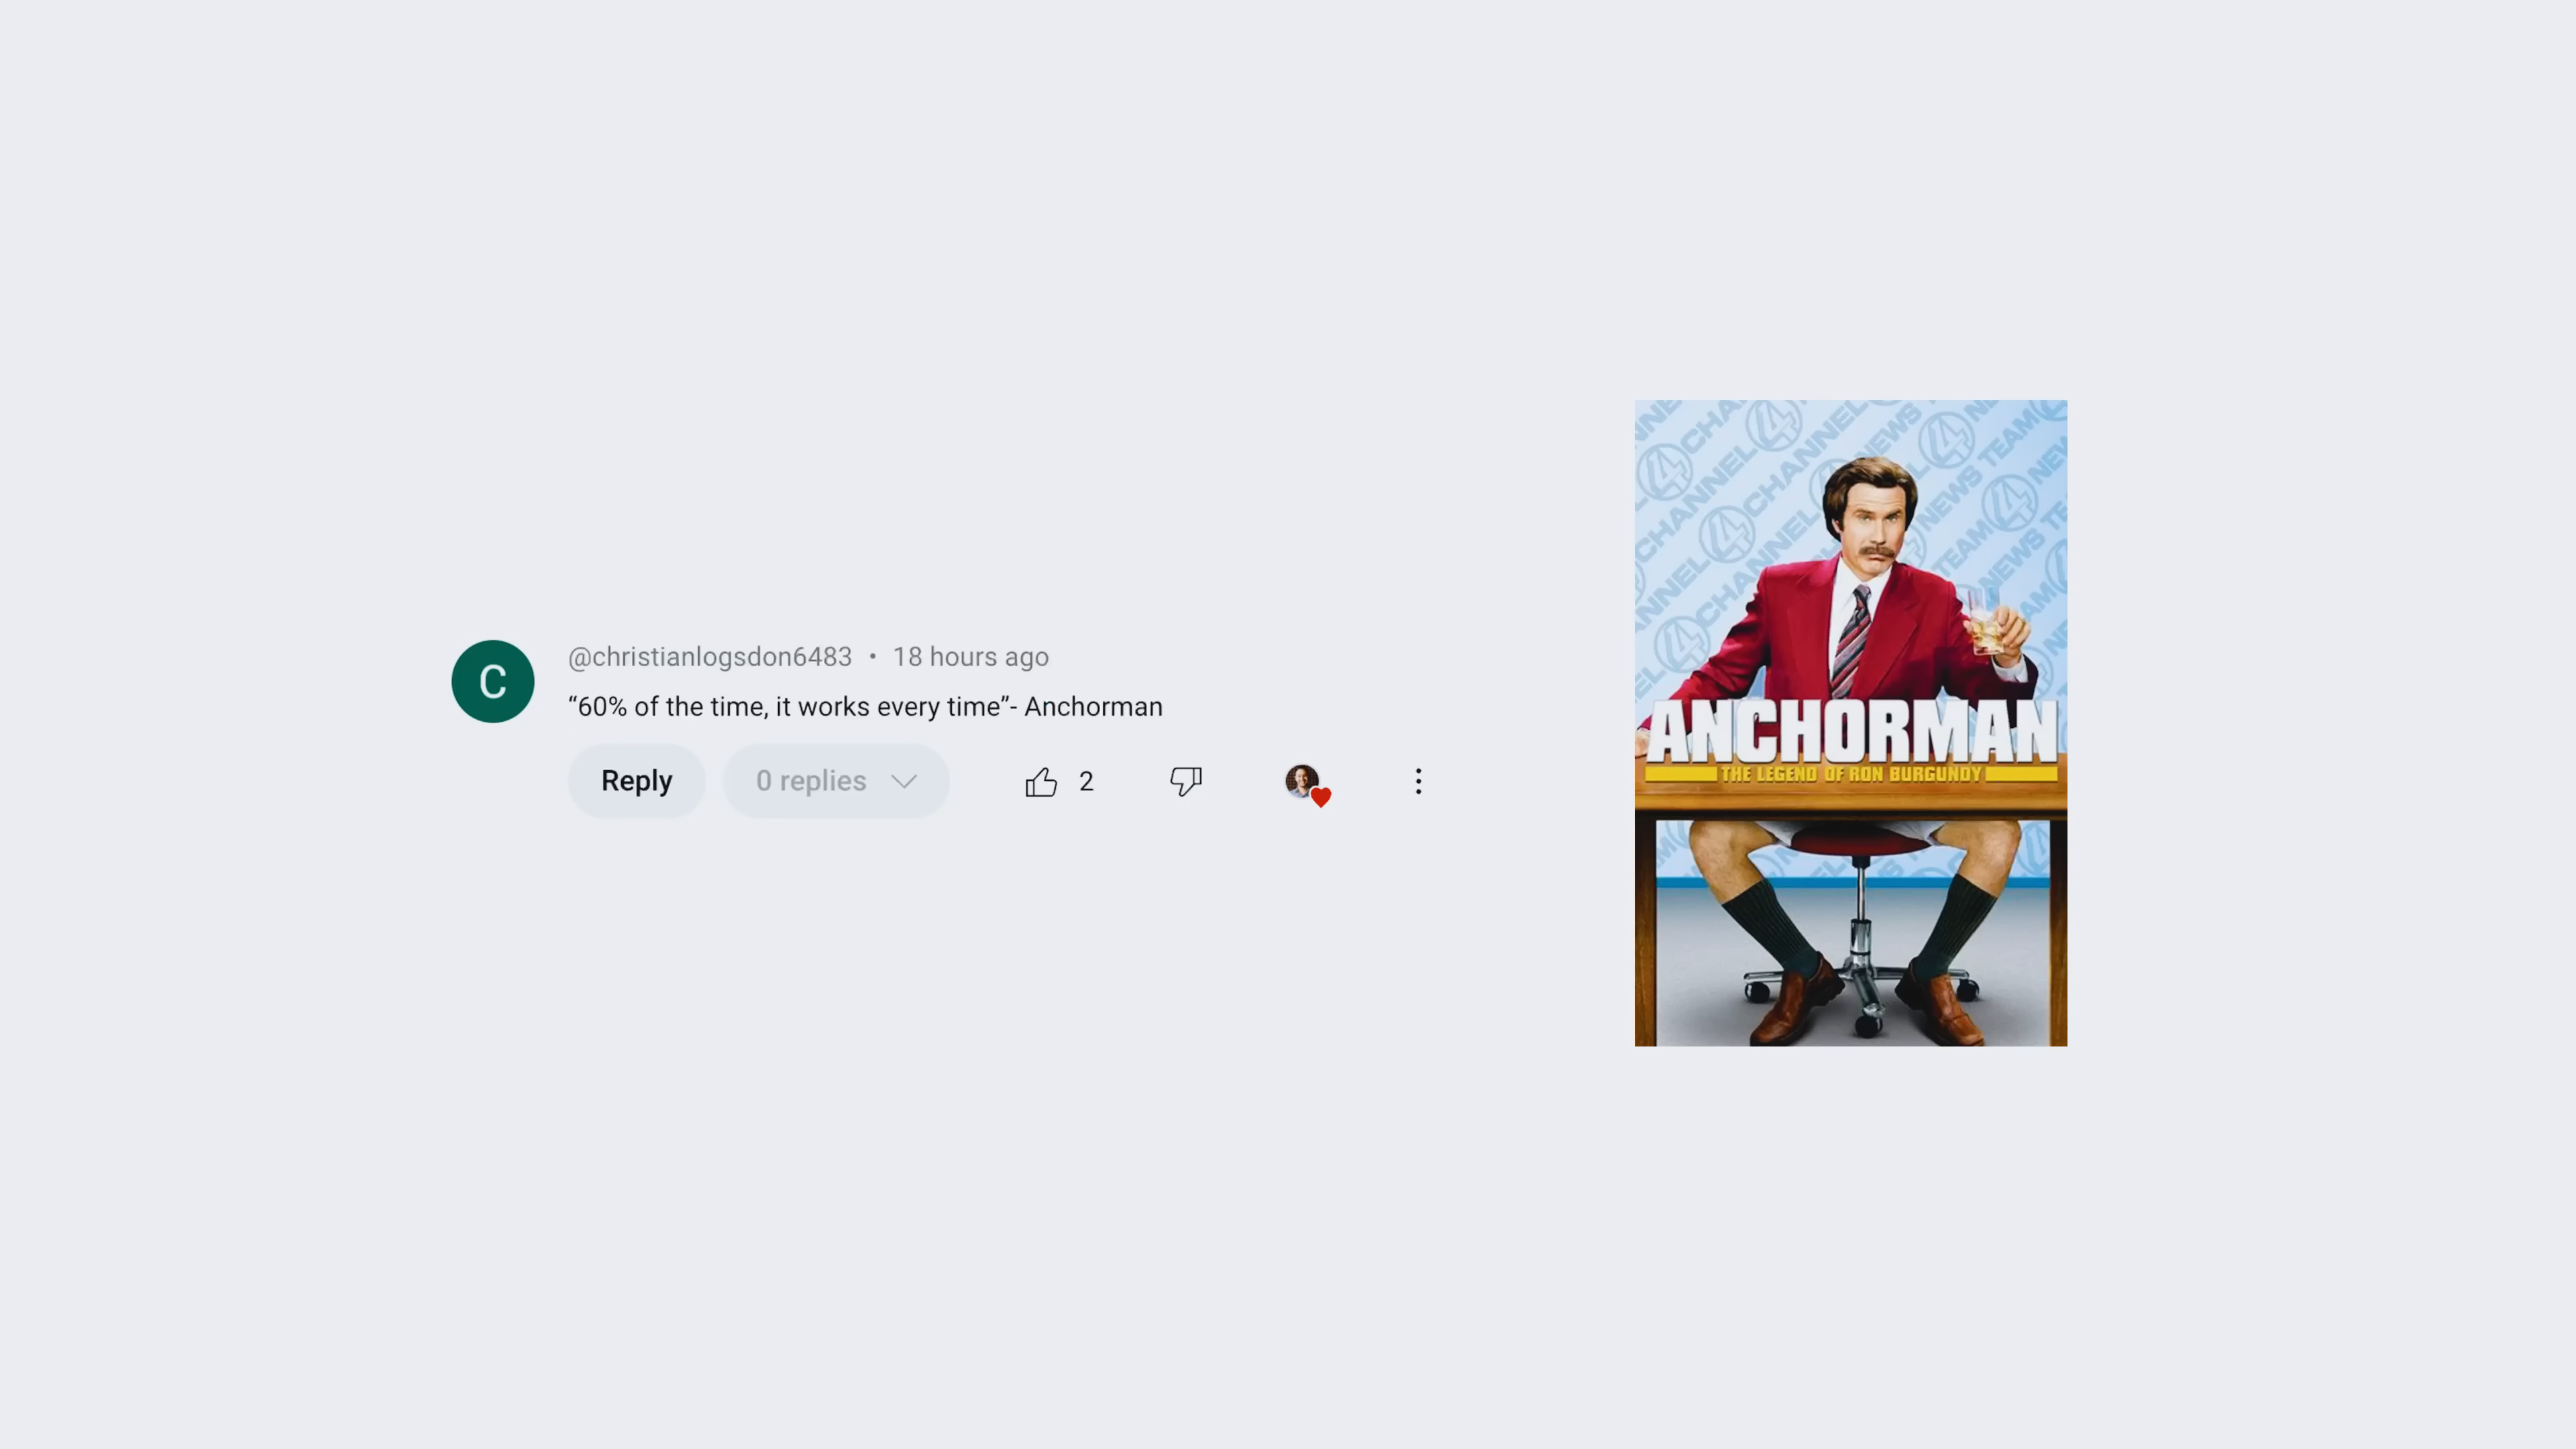 C
@christianlogsdon6483 • 18 hours ago
“60% of the time, it works every time”- Anchorman
Reply
0 replies
2
ANCHORMAN
THE LEGEND OF RON BURGUNDY